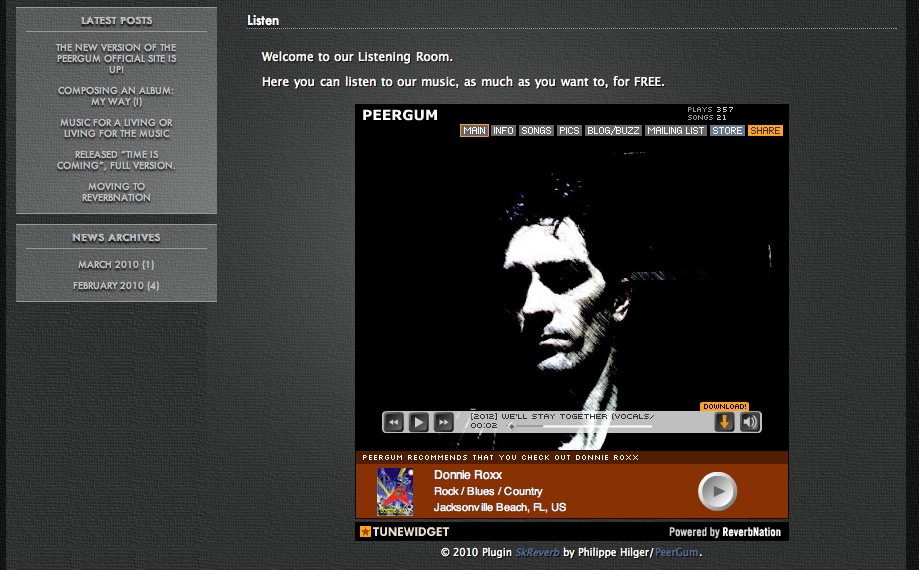 LATEST POSTS
THE NEW VERSION OF THE
PEERGUM OFFICIAL SITE IS
UP!
COMPOSING AN ALBUM:
MY WAY (I)
MUSIC FOR A LIVING OR
LIVING FOR THE MUSIC
RELEASED “TIME IS
COMING”, FULL VERSION.
MOVING TO
REVERBNATION
NEWS ARCHIVES
MARCH 2010 (1)
FEBRUARY 2010 (4)
Listen
Welcome to our Listening Room.
Here you can listen to our music, as much as you want to, for FREE.
PEERGUM
PLAYS 357
SONGS 21
MAIN INFO SONGS PICS BLOG/BUZZ MAILING LIST STORE SHARE
DOWNLOAD!
[2012] WE'LL STAY TOGETHER (VOCALS/
00:02
PEERGUM RECOMMENDS THAT YOU CHECK OUT DONNIE ROXX
Donnie Roxx
Rock / Blues / Country
Jacksonville Beach, FL, US
TUNEWIDGET
Powered by ReverbNation
© 2010 Plugin SkReverb by Philippe Hilger/PeerGum.